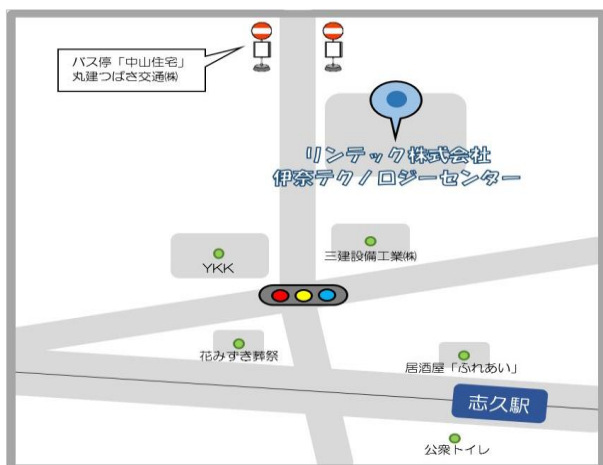 バス停「中山住宅」
丸建つばさ交通㈱
リンテック株式会社
伊奈テクノロジーセンター
三建設備工業㈱
YKK
花みずき葬祭
居酒屋「ふれあい」
志久駅
公衆トイレ